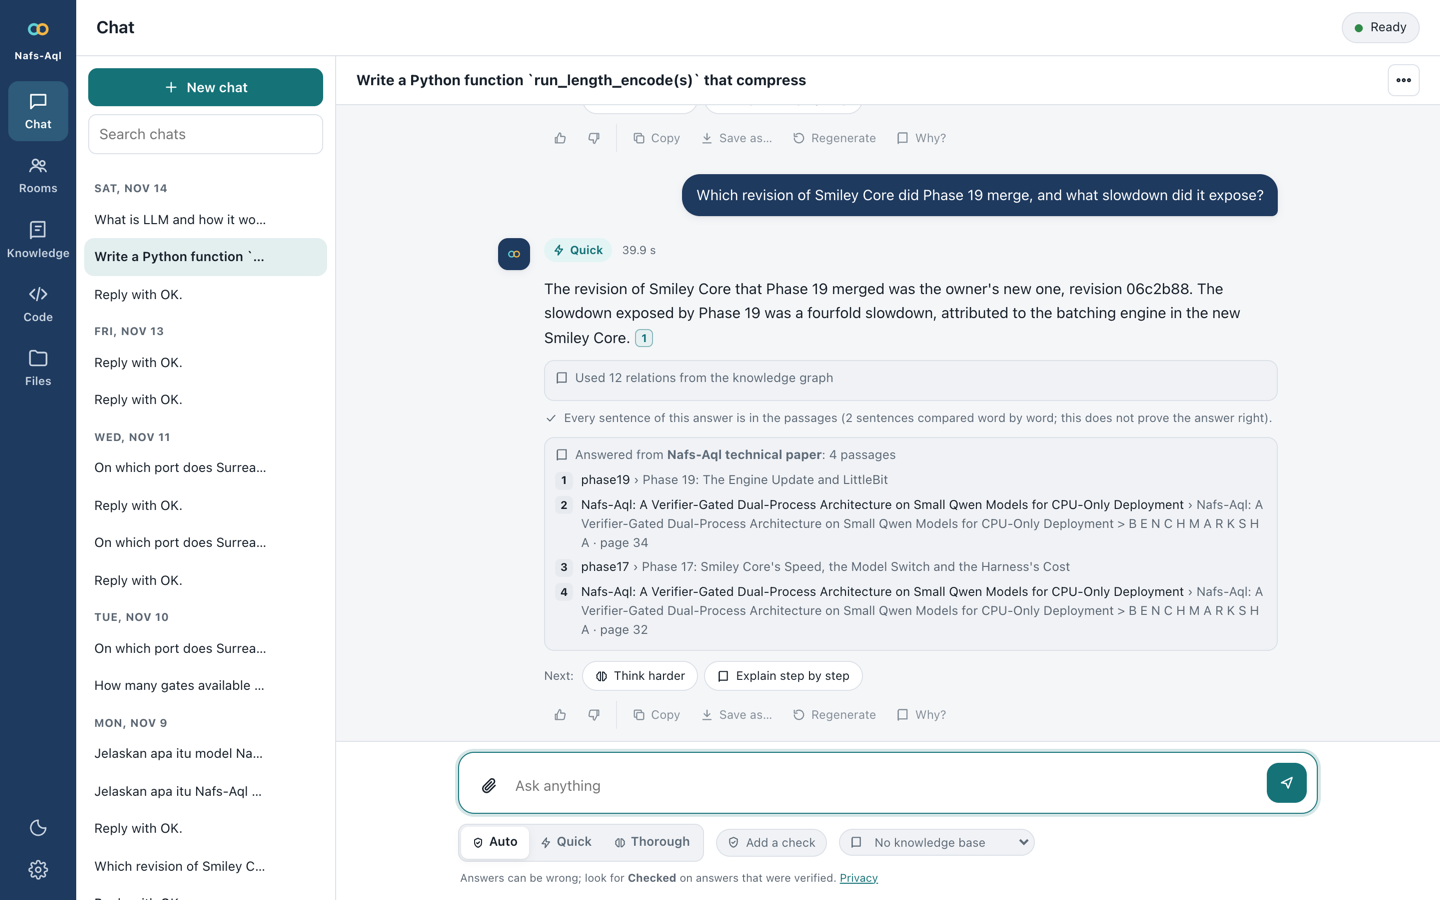 Nafs-Aql
Chat
Rooms
Knowledge
Code
Files
Chat
Ready
New chat
Search chats
SAT, NOV 14
What is LLM and how it wo...
Write a Python function `...
Reply with OK.
FRI, NOV 13
Reply with OK.
Reply with OK.
WED, NOV 11
On which port does Surrea...
Reply with OK.
On which port does Surrea...
Reply with OK.
TUE, NOV 10
On which port does Surrea...
How many gates available ...
MON, NOV 9
Jelaskan apa itu model Na...
Jelaskan apa itu Nafs-Aql ...
Reply with OK.
Which revision of Smiley C...
Write a Python function `run_length_encode(s)` that compress
Copy Save as... Regenerate Why?
Which revision of Smiley Core did Phase 19 merge, and what slowdown did it expose?
Quick 39.9 s
The revision of Smiley Core that Phase 19 merged was the owner's new one, revision 06c2b88. The
slowdown exposed by Phase 19 was a fourfold slowdown, attributed to the batching engine in the new
Smiley Core. 1
Used 12 relations from the knowledge graph
Every sentence of this answer is in the passages (2 sentences compared word by word; this does not prove the answer right).
Answered from Nafs-Aql technical paper: 4 passages
1 phase19 › Phase 19: The Engine Update and LittleBit
2 Nafs-Aql: A Verifier-Gated Dual-Process Architecture on Small Qwen Models for CPU-Only Deployment › Nafs-Aql: A
Verifier-Gated Dual-Process Architecture on Small Qwen Models for CPU-Only Deployment > B E N C H M A R K S H
A · page 34
3 phase17 › Phase 17: Smiley Core's Speed, the Model Switch and the Harness's Cost
4 Nafs-Aql: A Verifier-Gated Dual-Process Architecture on Small Qwen Models for CPU-Only Deployment › Nafs-Aql: A
Verifier-Gated Dual-Process Architecture on Small Qwen Models for CPU-Only Deployment > B E N C H M A R K S H
A · page 32
Next: Think harder Explain step by step
Copy Save as... Regenerate Why?
Ask anything
Auto Quick Thorough Add a check No knowledge base
Answers can be wrong; look for Checked on answers that were verified. Privacy